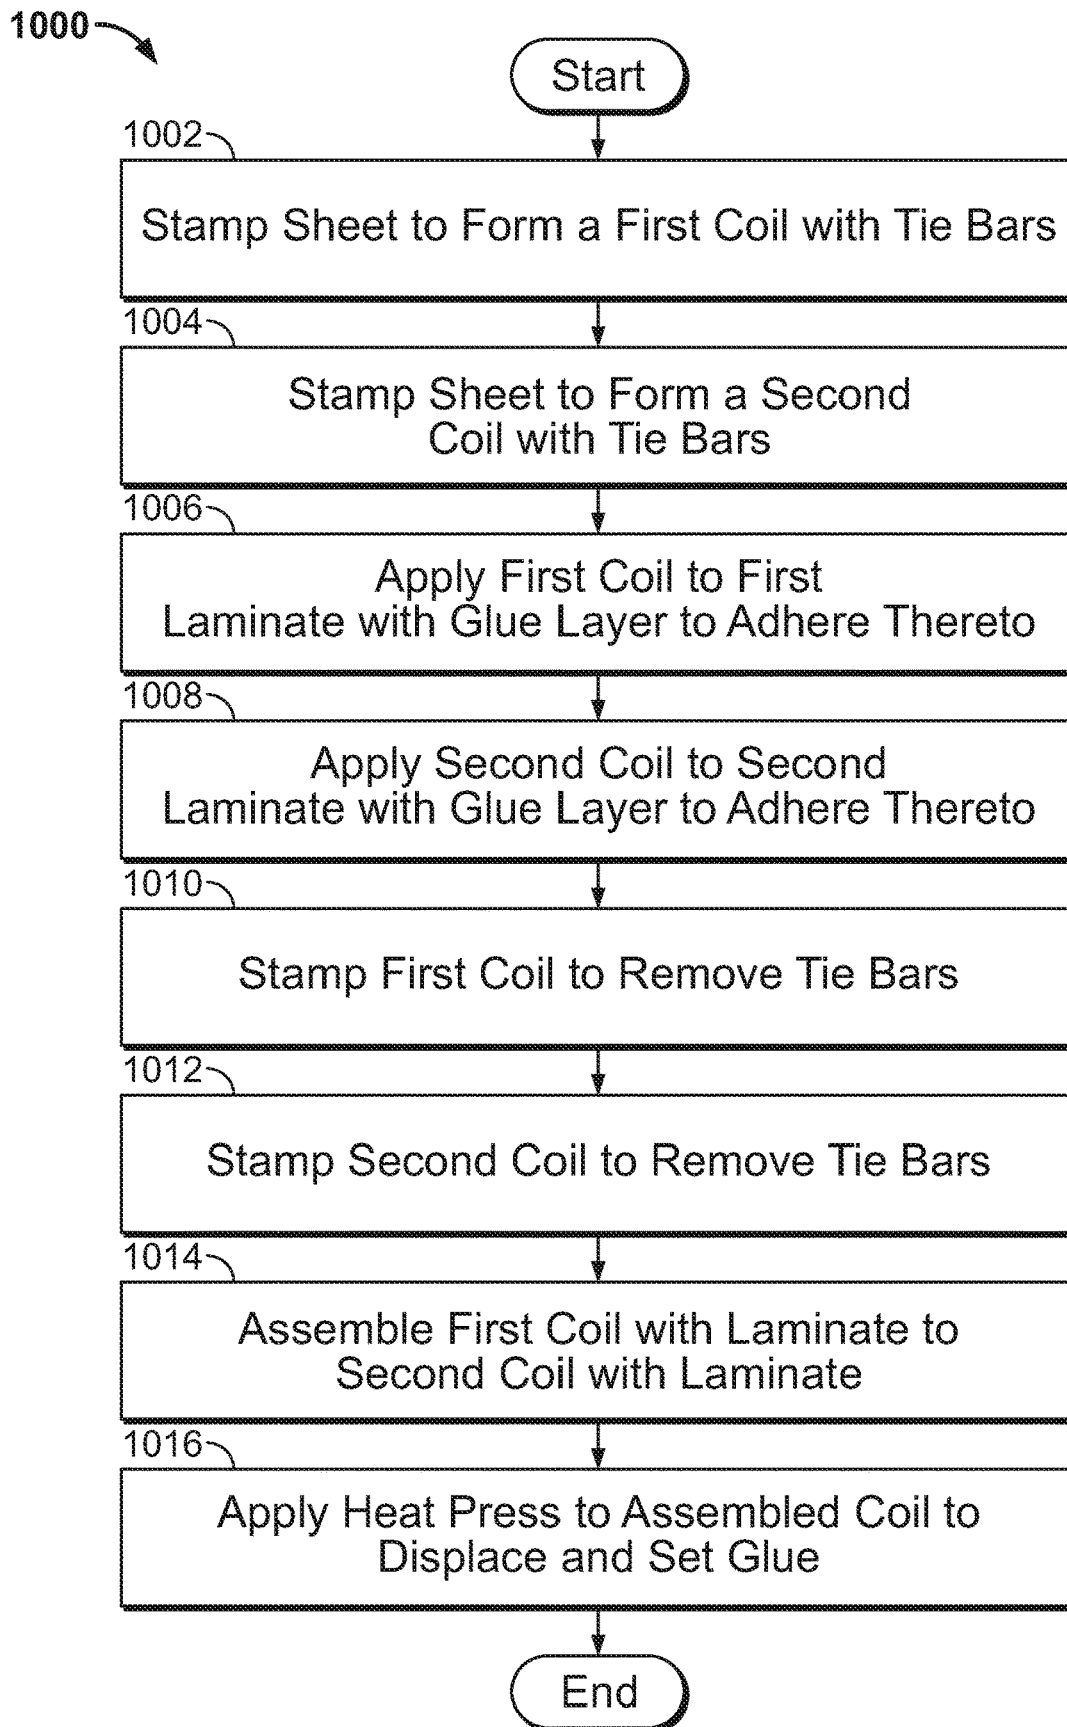 1000
Start
1002
Stamp Sheet to Form a First Coil with Tie Bars
1004
Stamp Sheet to Form a Second
Coil with Tie Bars
1006
Apply First Coil to First
Laminate with Glue Layer to Adhere Thereto
1008
Apply Second Coil to Second
Laminate with Glue Layer to Adhere Thereto
1010
Stamp First Coil to Remove Tie Bars
1012
Stamp Second Coil to Remove Tie Bars
1014
Assemble First Coil with Laminate to
Second Coil with Laminate
1016
Apply Heat Press to Assembled Coil to
Displace and Set Glue
End